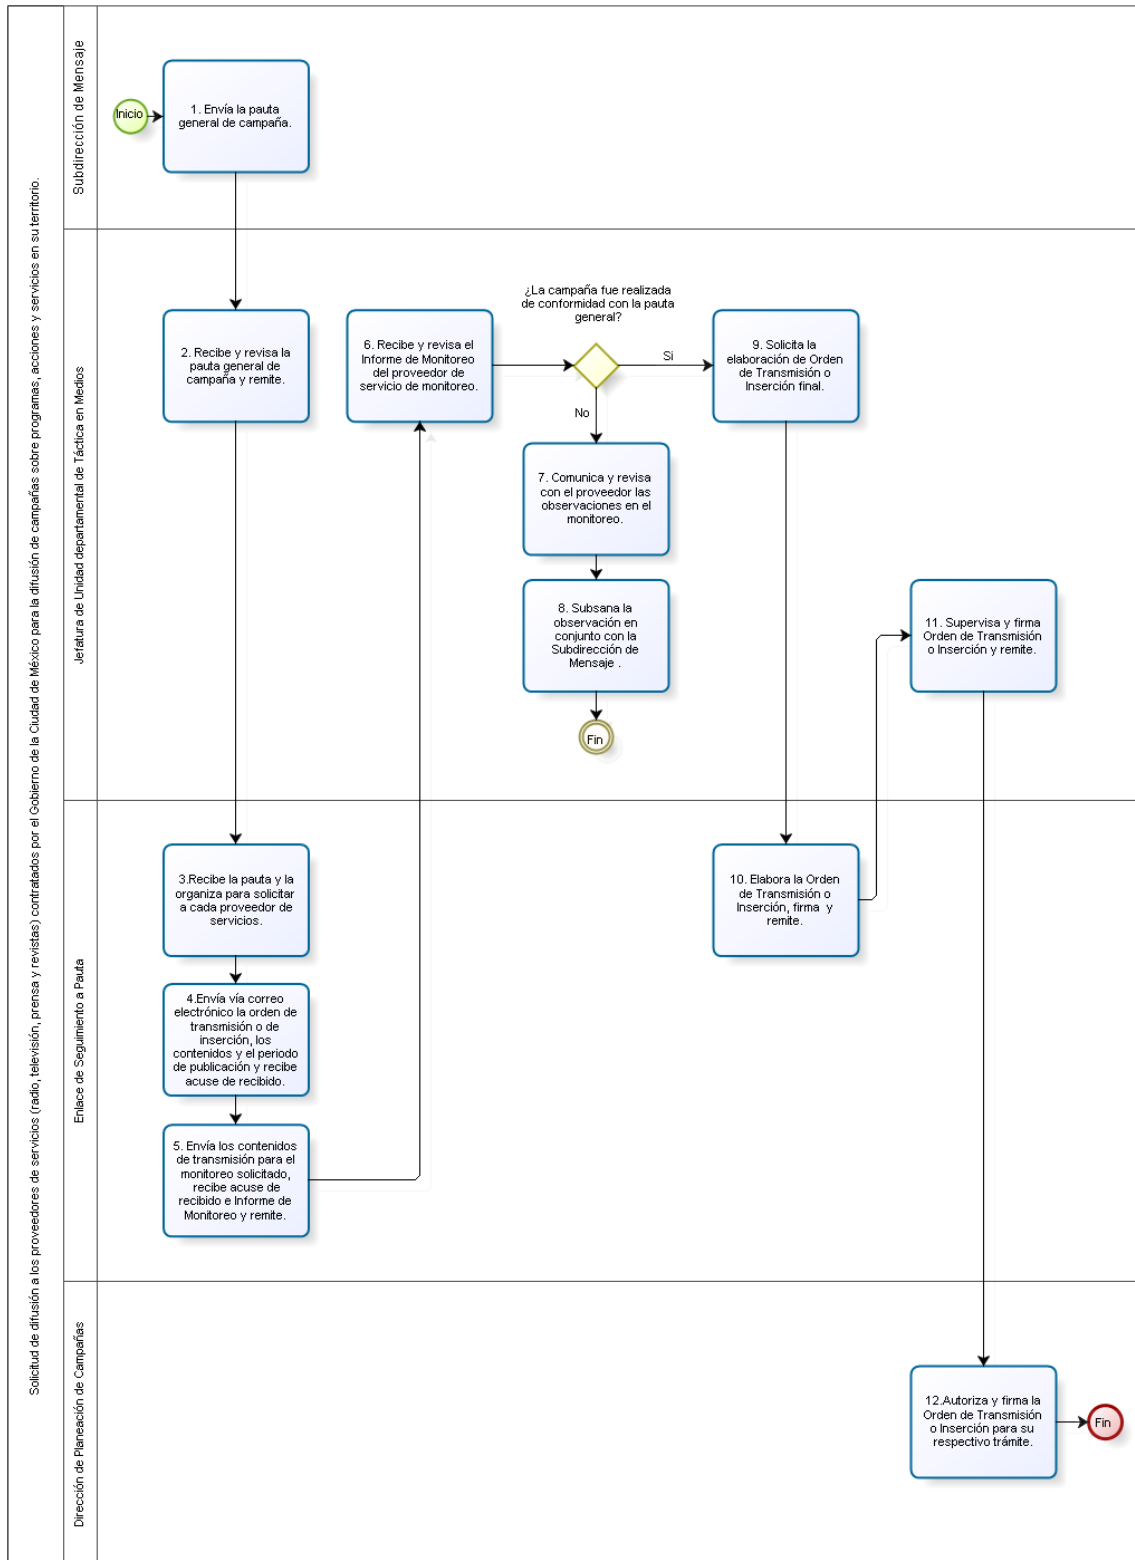 Solicitud de difusión a los proveedores de servicios (radio, televisión, prensa y revistas) contratados por el Gobierno de la Ciudad de México para la difusión de campañas sobre programas, acciones y servicios en su territorio.
Subdirección de Mensaje
Inicio
1. Envía la pauta
general de campaña.
Jefatura de Unidad departamental de Táctica en Medios
2. Recibe y revisa la
pauta general de
campaña y remite.
6. Recibe y revisa el
Informe de Monitoreo
del proveedor de
servicio de monitoreo.
¿La campaña fue realizada
de conformidad con la pauta
general?
Si
No
9. Solicita la
elaboración de Orden
de Transmisión o
Inserción final.
7. Comunica y revisa
con el proveedor las
observaciones en el
monitoreo.
8. Subsana la
observación en
conjunto con la
Subdirección de
Mensaje .
Fin
11. Supervisa y firma
Orden de Transmisión
o Inserción y remite.
Enlace de Seguimiento a Pauta
3.Recibe la pauta y la
organiza para solicitar
a cada proveedor de
servicios.
10. Elabora la Orden
de Transmisión o
Inserción, firma y
remite.
4.Envía vía correo
electrónico la orden de
transmisión o de
inserción, los
contenidos y el periodo
de publicación y recibe
acuse de recibido.
5. Envía los contenidos
de transmisión para el
monitoreo solicitado,
recibe acuse de
recibido e Informe de
Monitoreo y remite.
Dirección de Planeación de Campañas
12.Autoriza y firma la
Orden de Transmisión
o Inserción para su
respectivo trámite.
Fin